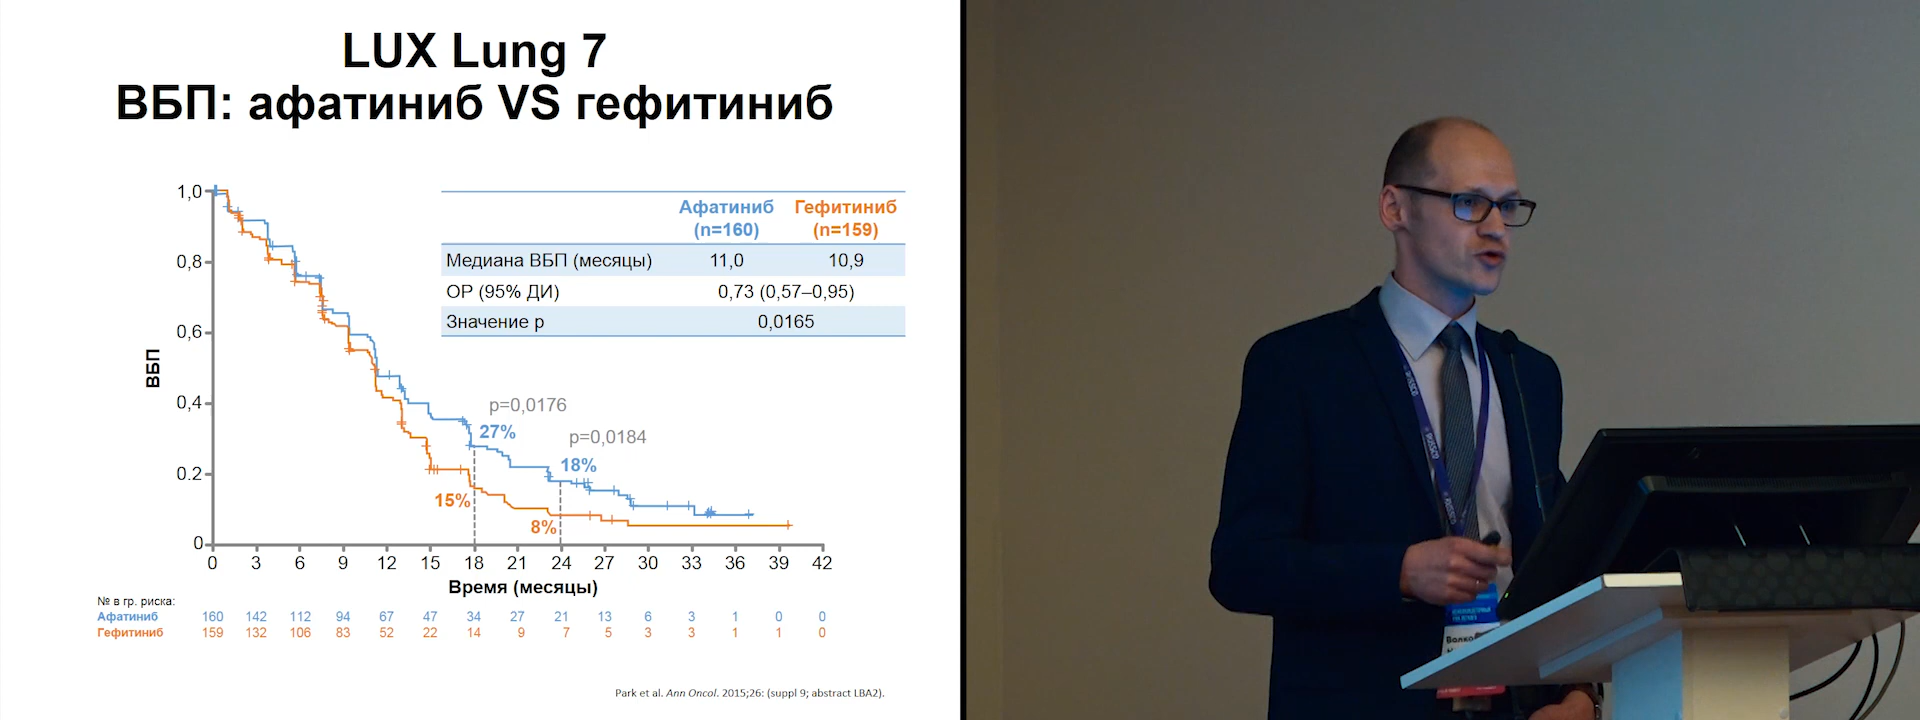 LUX Lung 7
ВБП: афатиниб VS гефитиниб
Афатиниб Гефитиниб
(n=160) (n=159)
Медиана ВБП (месяцы) 11,0 10,9
ОР (95% ДИ) 0,73 (0,57–0,95)
Значение p 0,0165
ВБП
1,0
0,8
0,6
0,4
0.2
0
p=0,0176
27%
p=0,0184
18%
15%
8%
0 3 6 9 12 15 18 21 24 27 30 33 36 39 42
Время (месяцы)
№ в гр. риска:
Афатиниб 160 142 112 94 67 47 34 27 21 13 6 3 1 0 0
Гефитиниб 159 132 106 83 52 22 14 9 7 5 3 3 1 1 0
Park et al. Ann Oncol. 2015;26: (suppl 9; abstract LBA2).